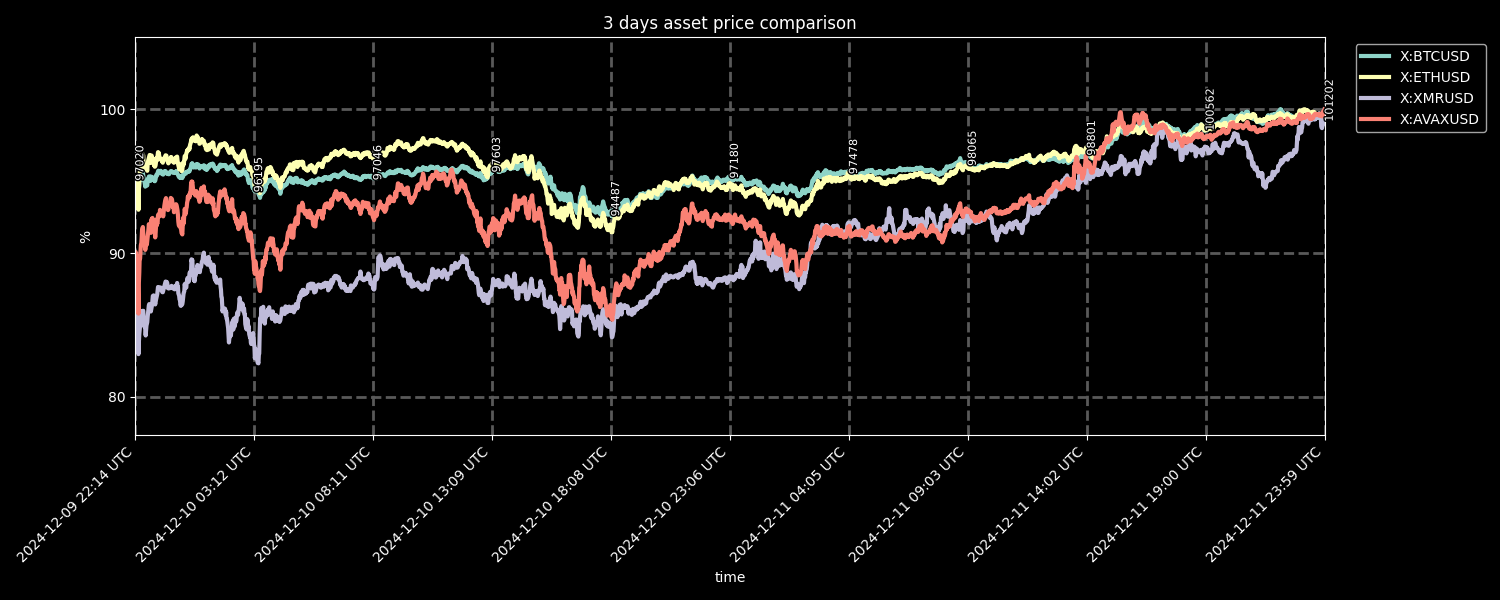 3 days asset price comparison
X:BTCUSD
X:ETHUSD
X:XMRUSD
X:AVAXUSD
100
90
80
%
97020
96195
97046
97603
94487
97180
97478
98065
98801
100562
101202
2024-12-09 22:14 UTC
2024-12-10 03:12 UTC
2024-12-10 08:11 UTC
2024-12-10 13:09 UTC
2024-12-10 18:08 UTC
2024-12-10 23:06 UTC
2024-12-11 04:05 UTC
2024-12-11 09:03 UTC
2024-12-11 14:02 UTC
2024-12-11 19:00 UTC
2024-12-11 23:59 UTC
time